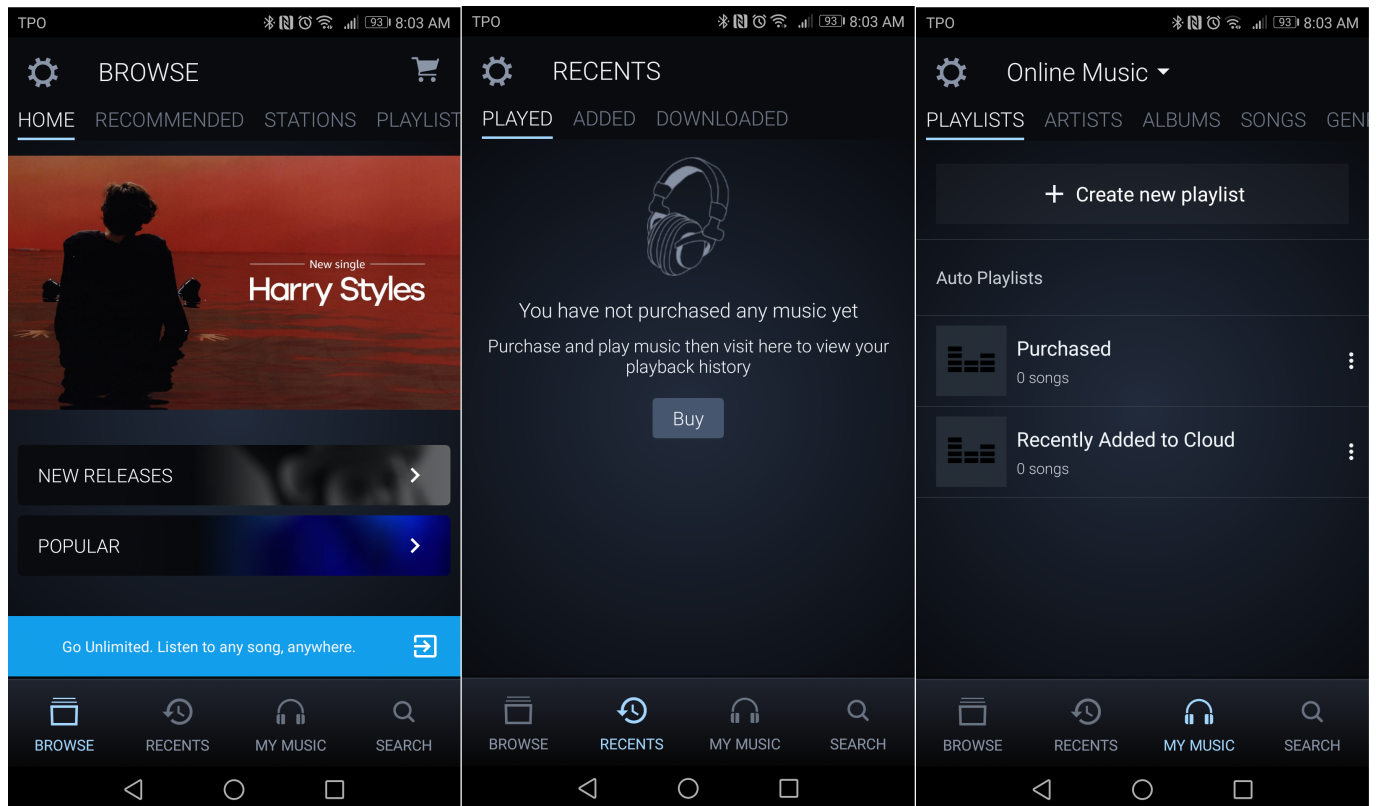 TPO 93 8:03 AM
BROWSE
HOME RECOMMENDED STATIONS PLAYLIST
New single
Harry Styles
NEW RELEASES
POPULAR
Go Unlimited. Listen to any song, anywhere.
BROWSE RECENTS MY MUSIC SEARCH
TPO 93 8:03 AM
RECENTS
PLAYED ADDED DOWNLOADED
You have not purchased any music yet
Purchase and play music then visit here to view your
playback history
Buy
BROWSE RECENTS MY MUSIC SEARCH
TPO 93 8:03 AM
Online Music
PLAYLISTS ARTISTS ALBUMS SONGS GEN
+ Create new playlist
Auto Playlists
Purchased
0 songs
Recently Added to Cloud
0 songs
BROWSE RECENTS MY MUSIC SEARCH